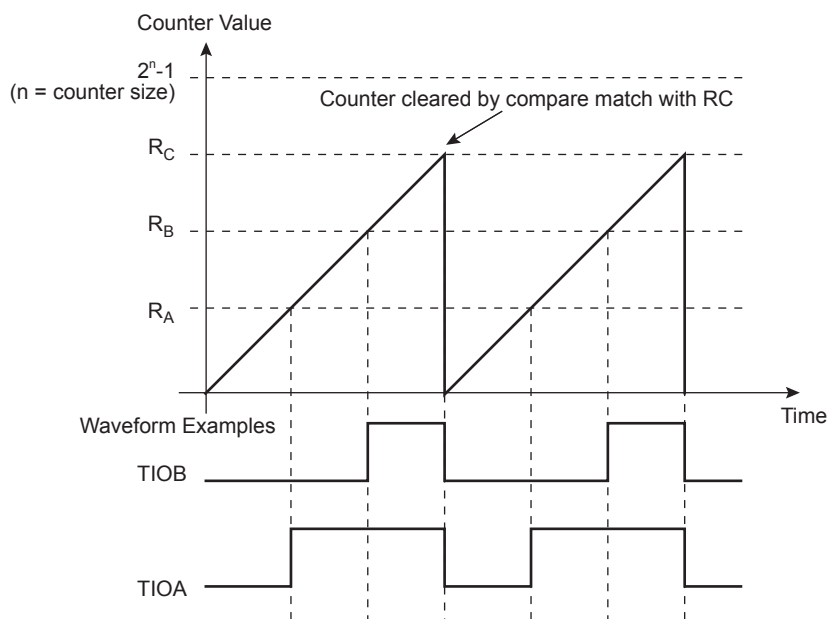 Counter Value
2ⁿ-1
(n = counter size)
Counter cleared by compare match with RC
R_C
R_B
R_A
Time
Waveform Examples
TIOB
TIOA